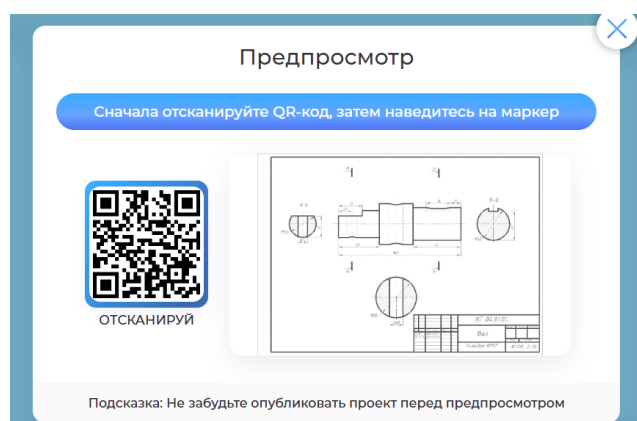 Предпросмотр
Сначала отсканируйте QR-код, затем наведитесь на маркер
ОТСКАНИРУЙ
А-А
Б-Б
Вал
Подсказка: Не забудьте опубликовать проект перед предпросмотром